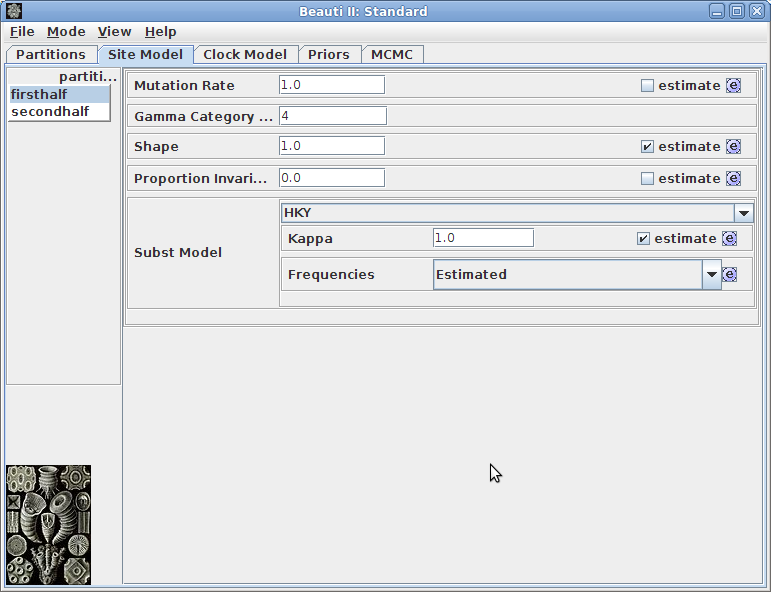 Beauti II: Standard
File Mode View Help
Partitions Site Model Clock Model Priors MCMC
partiti...
firsthalf
secondhalf
Mutation Rate 1.0 estimate e
Gamma Category ... 4
Shape 1.0 estimate e
Proportion Invari... 0.0 estimate e
Subst Model
HKY
Kappa 1.0 estimate e
Frequencies Estimated e